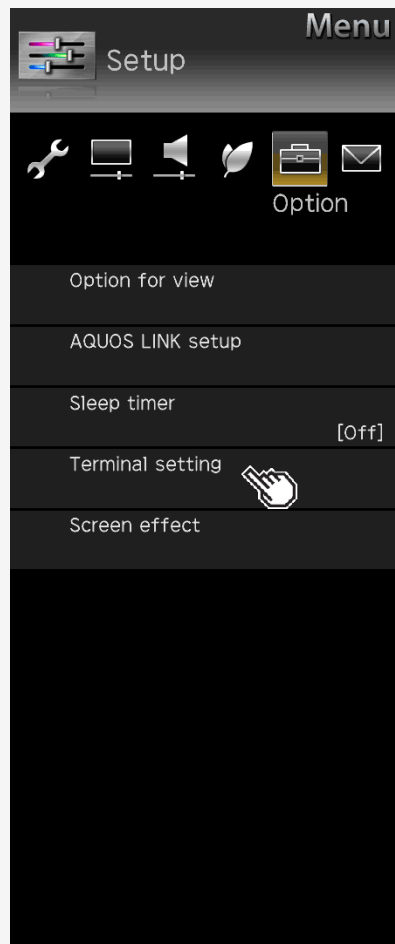 Menu
Setup
Option
Option for view
AQUOS LINK setup
Sleep timer
[Off]
Terminal setting
Screen effect